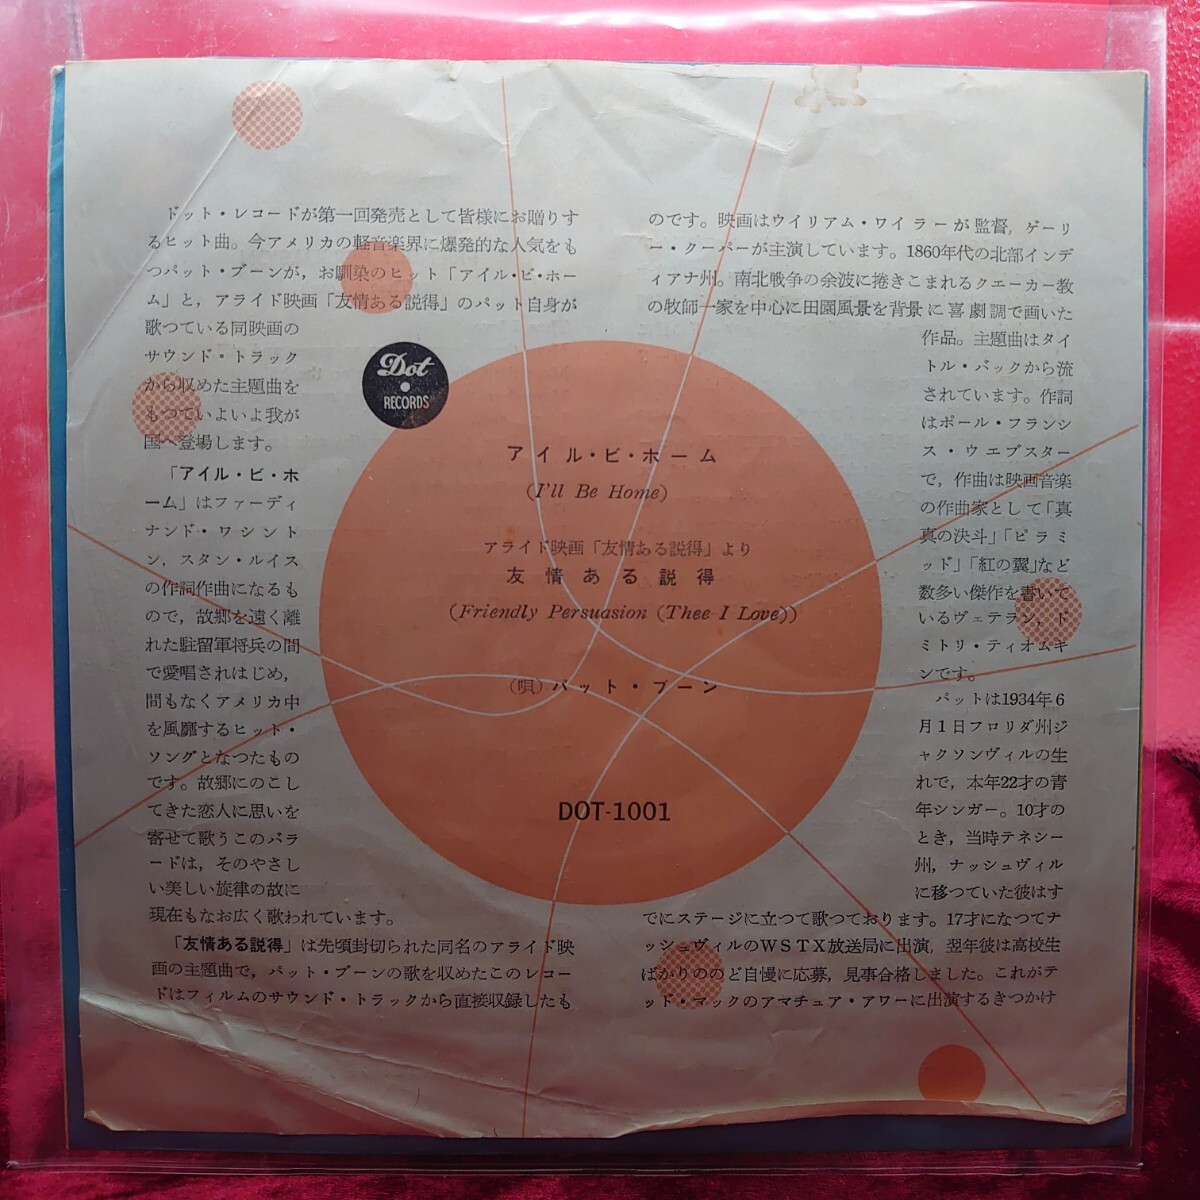 ドット・レコードが第一回発売として皆様にお贈りす
るヒット曲。今アメリカの軽音楽界に爆発的な人気をも
つパット・ブーンが，お馴染のヒット「アイル・ビ・ホー
ム」と，アライド映画「友情ある説得」のパット自身が
歌つている同映画の
サウンド・トラック
から収めた主題曲を
もつていよいよ我が
国へ登場します。
「アイル・ビ・ホ
ーム」はファーディ
ナンド・ワシント
ン，スタン・ルイス
の作詞作曲になるも
ので，故郷を遠く離
れた駐留軍将兵の間
で愛唱されはじめ，
間もなくアメリカ中
を風靡するヒット・
ソングとなつたもの
です。故郷にのこし
てきた恋人に思いを
寄せて歌うこのバラ
ードは，そのやさし
い美しい旋律の故に
現在もなお広く歌われています。
「友情ある説得」は先頃封切られた同名のアライド映
画の主題曲で，パット・ブーンの歌を収めたこのレコー
ドはフィルムのサウンド・トラックから直接収録したも
Dot
RECORDS
アイル・ビ・ホーム
(I'll Be Home)
アライド映画「友情ある説得」より
友情ある説得
(Friendly Persuasion (Thee I Love))
(唄) パット・ブーン
DOT-1001
のです。映画はウイリアム・ワイラーが監督，ゲーリ
ー・クーパーが主演しています。1860年代の北部インデ
ィアナ州。南北戦争の余波に捲きこまれるクエーカー教
の牧師一家を中心に田園風景を背景に喜劇調で画いた
作品。主題曲はタイ
トル・バックから流
されています。作詞
はポール・フランシ
ス・ウエブスター
で，作曲は映画音楽
の作曲家として「真
真の決斗」「ピラミ
ッド」「紅の翼」など
数多い傑作を書いて
いるヴェテラン，ド
ミトリ・ティオムキ
ンです。
パットは1934年6
月1日フロリダ州ジ
ャクソンヴィルの生
れで，本年22才の青
年シンガー。10才の
とき，当時テネシー
州，ナッシュヴィル
に移つていた彼はす
でにステージに立つて歌つております。17才になつてナ
ッシュヴィルのWSTX放送局に出演，翌年彼は高校生
ばかりののど自慢に応募，見事合格しました。これがテ
ッド・マックのアマチュア・アワーに出演するきつかけ